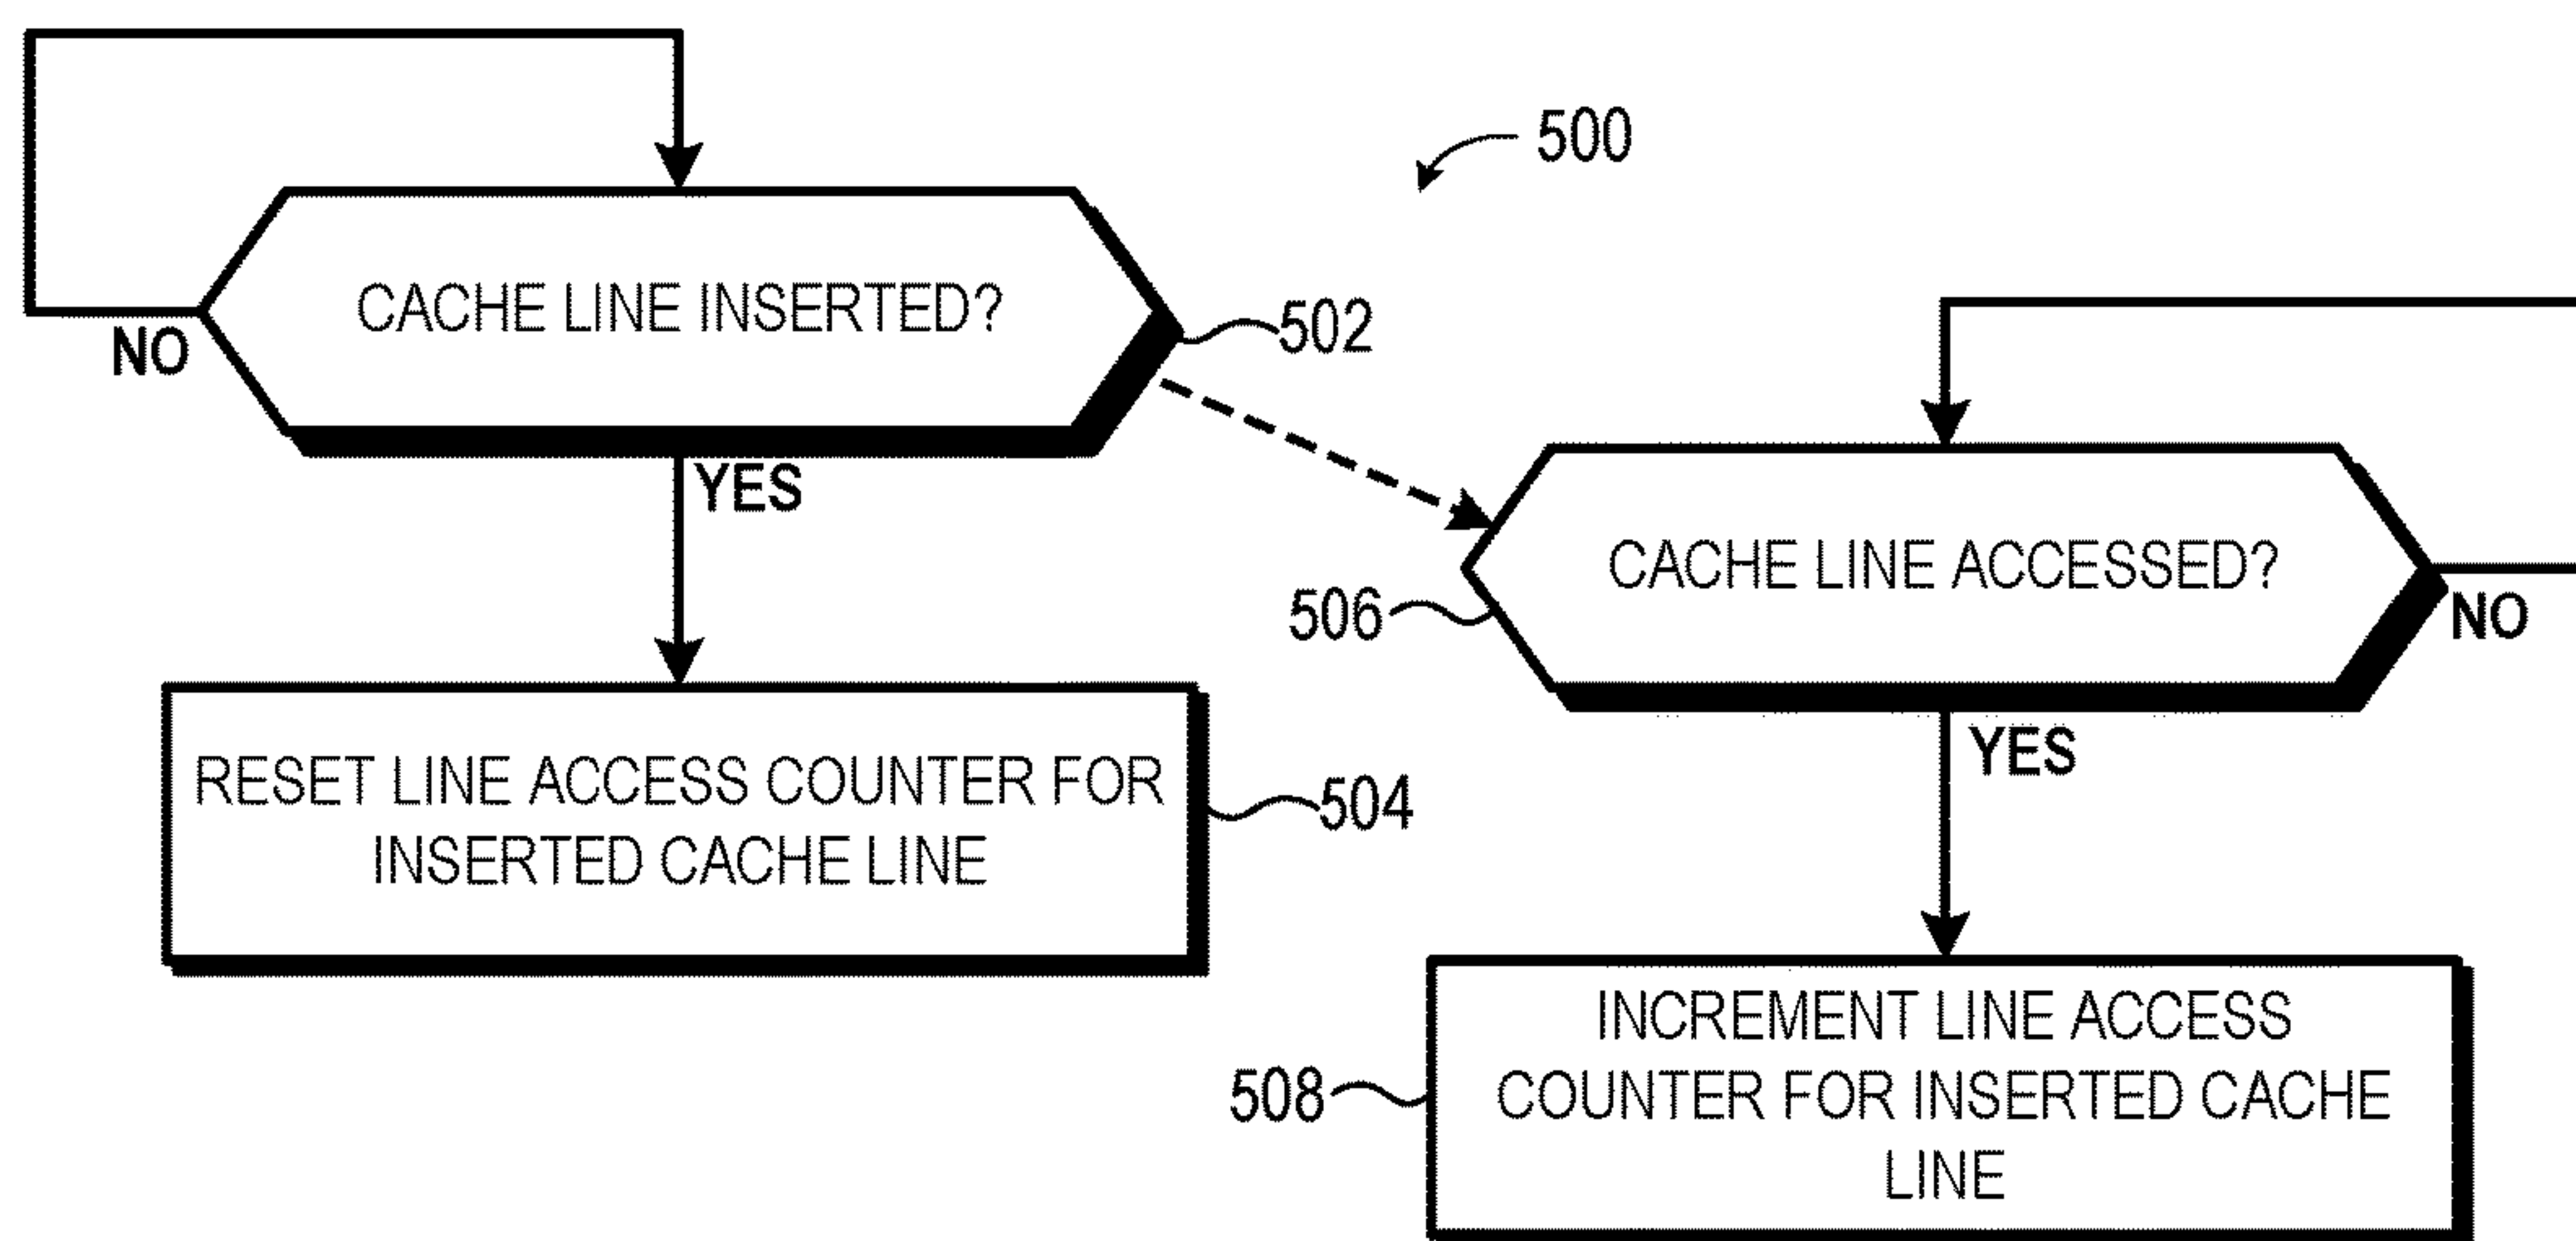 500
CACHE LINE INSERTED?
502
NO
YES
CACHE LINE ACCESSED?
506
NO
YES
RESET LINE ACCESS COUNTER FOR
INSERTED CACHE LINE
504
INCREMENT LINE ACCESS
COUNTER FOR INSERTED CACHE
LINE
508